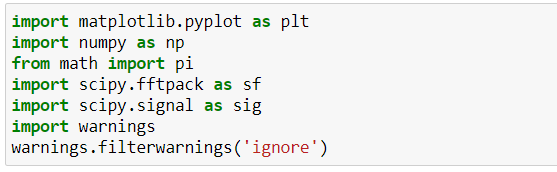 import matplotlib.pyplot as plt
import numpy as np
from math import pi
import scipy.fftpack as sf
import scipy.signal as sig
import warnings
warnings.filterwarnings('ignore')